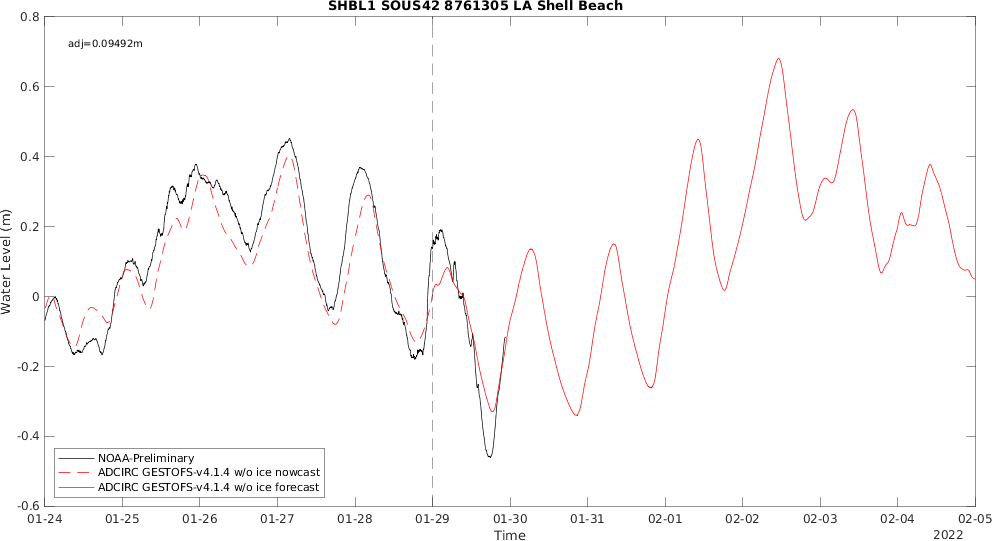 SHBL1 SOUS42 8761305 LA Shell Beach
adj=0.09492m
0.8
0.6
0.4
0.2
0
-0.2
-0.4
-0.6
Water Level (m)
NOAA-Preliminary
ADCIRC GESTOFS-v4.1.4 w/o ice nowcast
ADCIRC GESTOFS-v4.1.4 w/o ice forecast
01-24 01-25 01-26 01-27 01-28 01-29 01-30 01-31 02-01 02-02 02-03 02-04 02-05
Time
2022